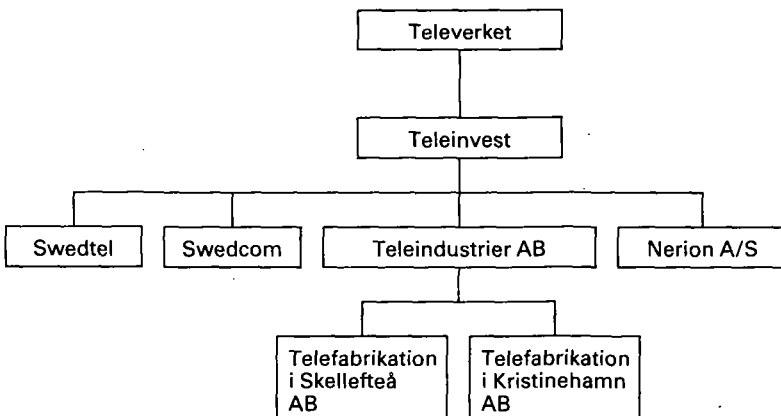 Televerket
Teleinvest
Swedtel
Swedcom
Teleindustrier AB
Nerion A/S
Telefabrikation
i Skellefteå
AB
Telefabrikation
i Kristinehamn
AB